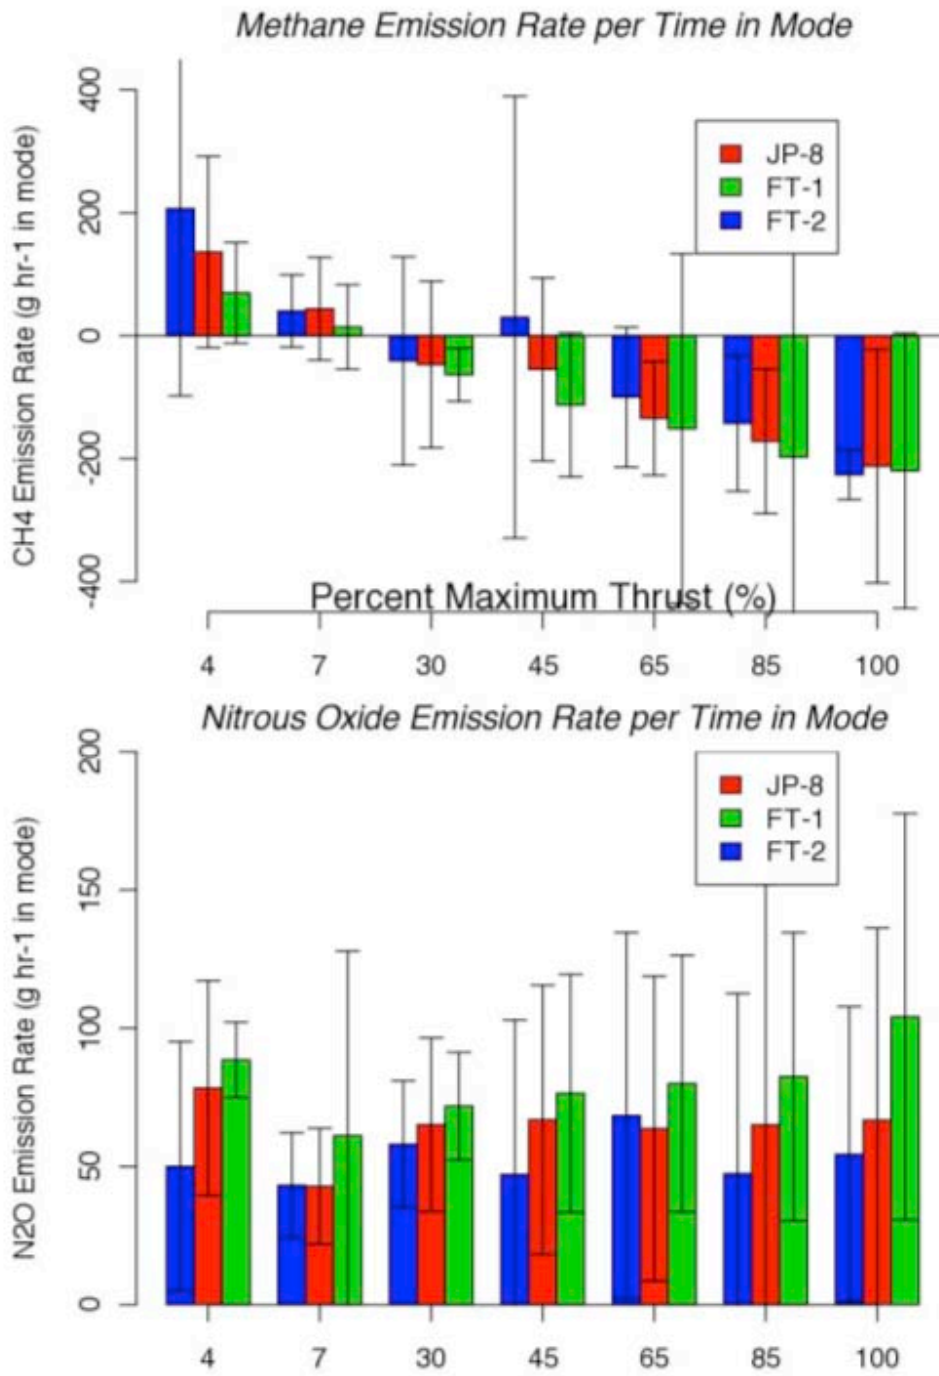 Methane Emission Rate per Time in Mode
CH4 Emission Rate (g hr-1 in mode)
400
200
0
-200
-400
JP-8
FT-1
FT-2
Percent Maximum Thrust (%)
4 7 30 45 65 85 100
Nitrous Oxide Emission Rate per Time in Mode
N2O Emission Rate (g hr-1 in mode)
200
150
100
50
0
JP-8
FT-1
FT-2
4 7 30 45 65 85 100